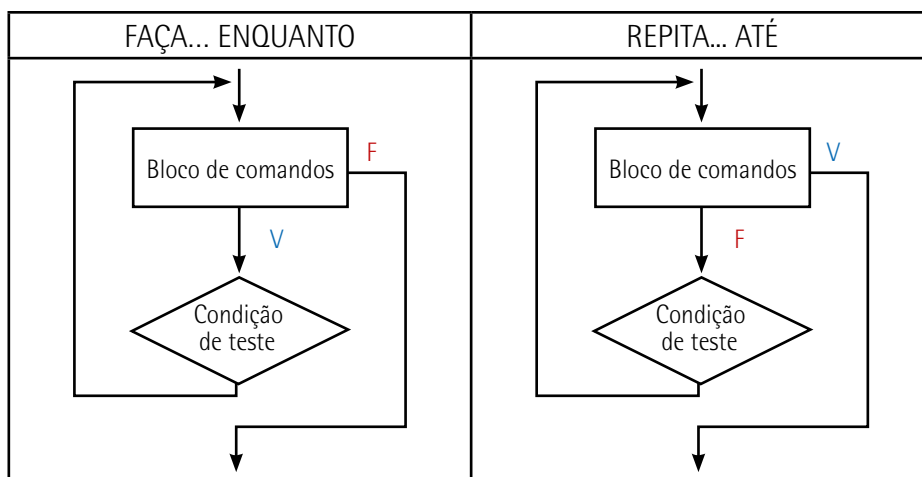 FAÇA... ENQUANTO
REPITA... ATÉ
Bloco de comandos
F
V
Condição
de teste
Bloco de comandos
V
F
Condição
de teste